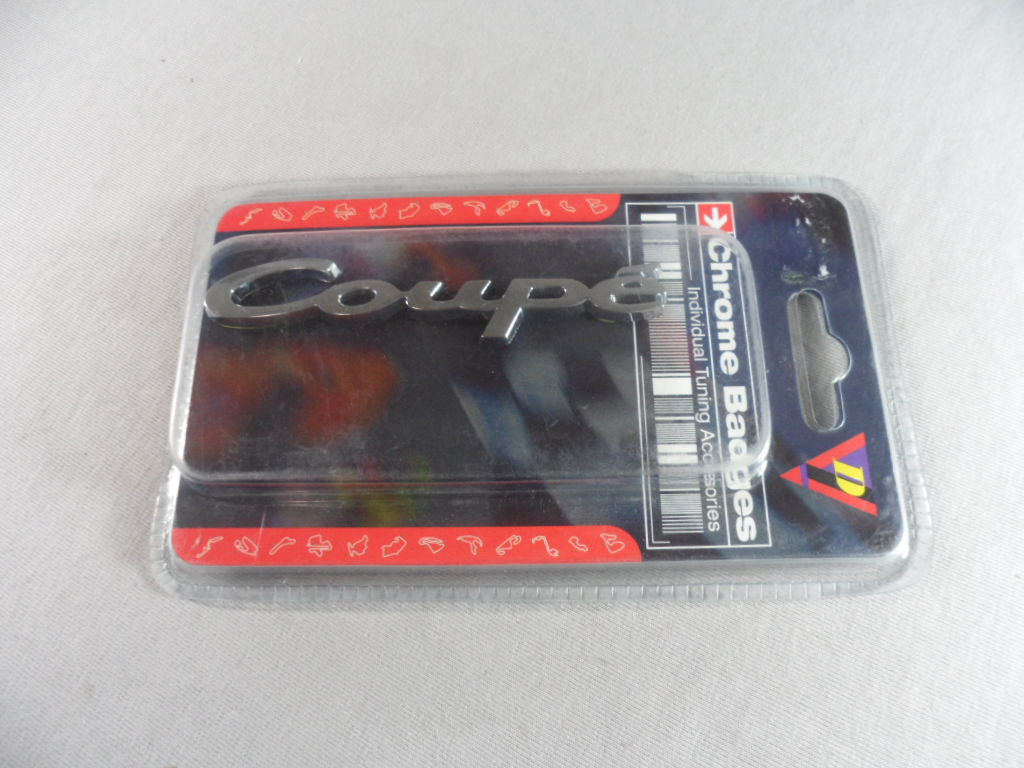 Coupé
Chrome Badges
Individual Tuning Accessories
D